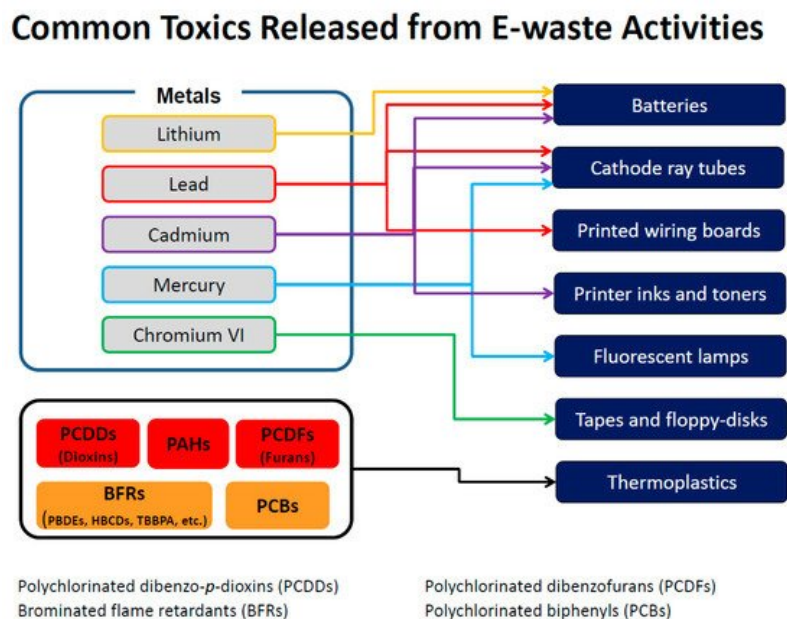 Common Toxics Released from E-waste Activities
Metals
Lithium
Lead
Cadmium
Mercury
Chromium VI
PCDDs
(Dioxins)
PAHs
PCDFs
(Furans)
BFRs
(PBDEs, HBCDs, TBBPA, etc.)
PCBs
Batteries
Cathode ray tubes
Printed wiring boards
Printer inks and toners
Fluorescent lamps
Tapes and floppy-disks
Thermoplastics
Polychlorinated dibenzo-p-dioxins (PCDDs)
Brominated flame retardants (BFRs)
Polychlorinated dibenzofurans (PCDFs)
Polychlorinated biphenyls (PCBs)